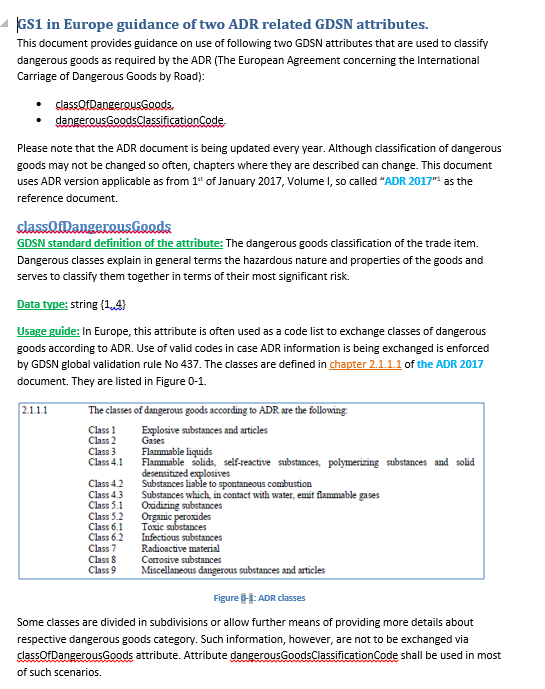 GS1 in Europe guidance of two ADR related GDSN attributes.
This document provides guidance on use of following two GDSN attributes that are used to classify
dangerous goods as required by the ADR (The European Agreement concerning the International
Carriage of Dangerous Goods by Road):
• classOfDangerousGoods,
• dangerousGoodsClassificationCode.
Please note that the ADR document is being updated every year. Although classification of dangerous
goods may not be changed so often, chapters where they are described can change. This document
uses ADR version applicable as from 1st of January 2017, Volume I, so called "ADR 2017"¹ as the
reference document.
classOfDangerousGoods
GDSN standard definition of the attribute: The dangerous goods classification of the trade item.
Dangerous classes explain in general terms the hazardous nature and properties of the goods and
serves to classify them together in terms of their most significant risk.
Data type: string {1..4}
Usage guide: In Europe, this attribute is often used as a code list to exchange classes of dangerous
goods according to ADR. Use of valid codes in case ADR information is being exchanged is enforced
by GDSN global validation rule No 437. The classes are defined in chapter 2.1.1.1 of the ADR 2017
document. They are listed in Figure 0-1.
2.1.1.1 The classes of dangerous goods according to ADR are the following:
Class 1 Explosive substances and articles
Class 2 Gases
Class 3 Flammable liquids
Class 4.1 Flammable solids, self-reactive substances, polymerizing substances and solid
desensitized explosives
Class 4.2 Substances liable to spontaneous combustion
Class 4.3 Substances which, in contact with water, emit flammable gases
Class 5.1 Oxidizing substances
Class 5.2 Organic peroxides
Class 6.1 Toxic substances
Class 6.2 Infectious substances
Class 7 Radioactive material
Class 8 Corrosive substances
Class 9 Miscellaneous dangerous substances and articles
Figure 0-1: ADR classes
Some classes are divided in subdivisions or allow further means of providing more details about
respective dangerous goods category. Such information, however, are not to be exchanged via
classOfDangerousGoods attribute. Attribute dangerousGoodsClassificationCode shall be used in most
of such scenarios.